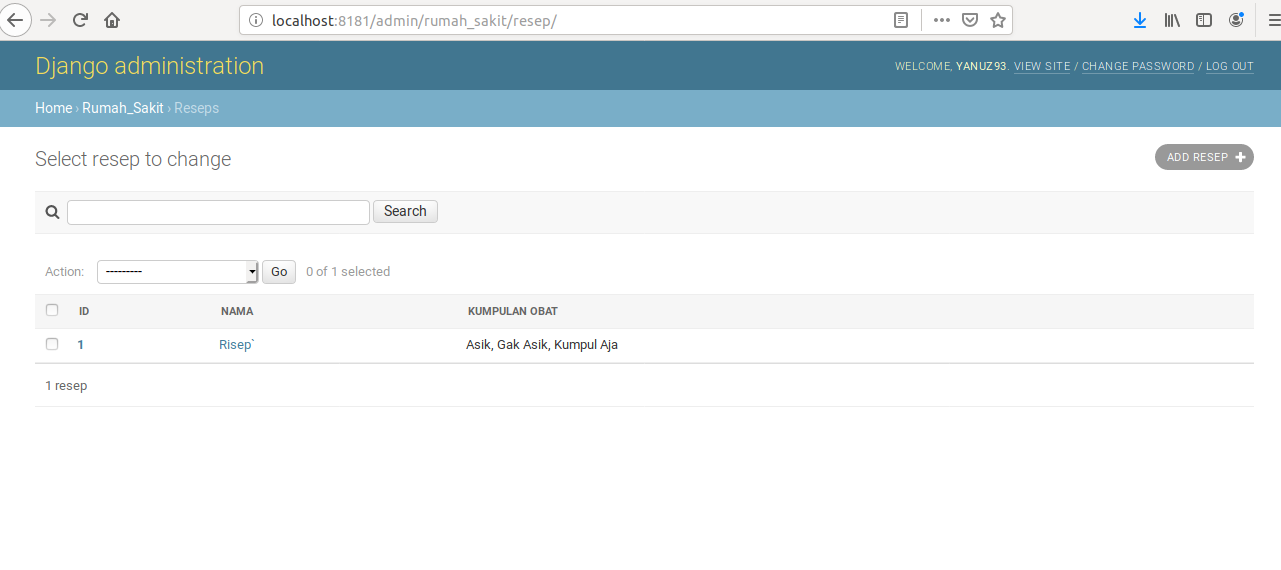 localhost:8181/admin/rumah_sakit/resep/
Django administration
WELCOME, YANUZ93. VIEW SITE / CHANGE PASSWORD / LOG OUT
Home › Rumah_Sakit › Reseps
Select resep to change
ADD RESEP +
Search
Action: --------- Go 0 of 1 selected
ID NAMA KUMPULAN OBAT
1 Risep` Asik, Gak Asik, Kumpul Aja
1 resep